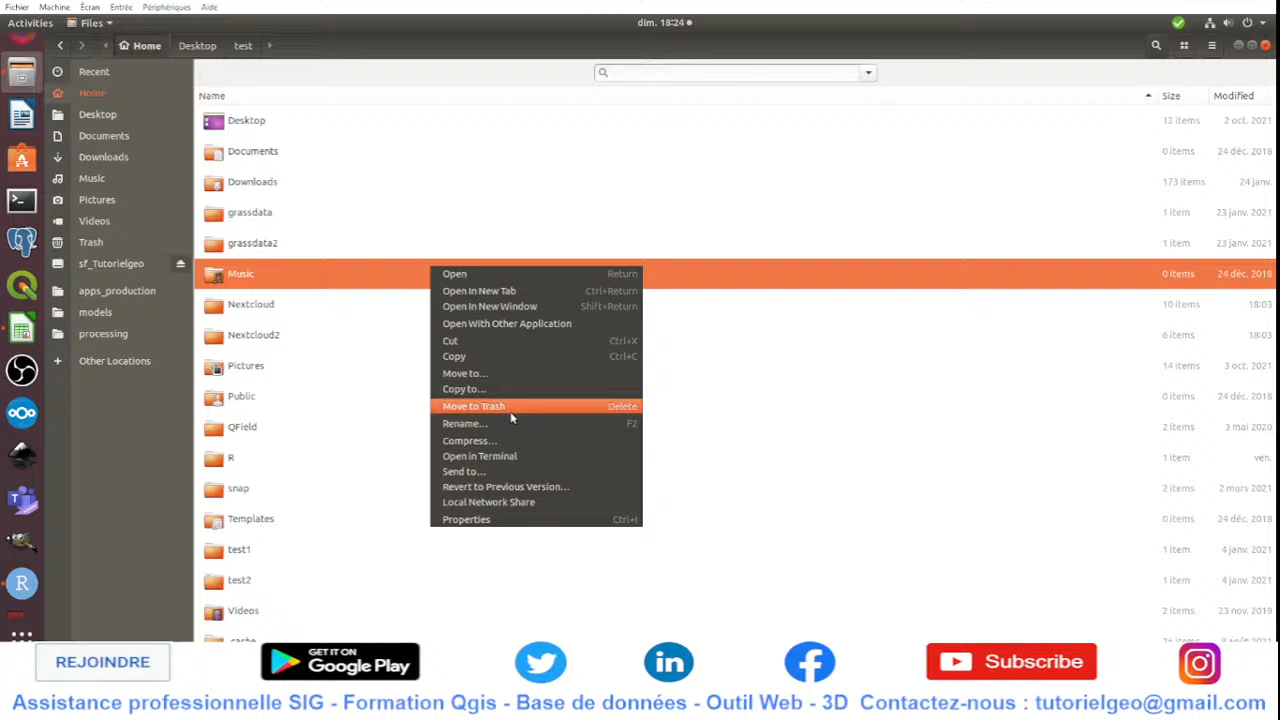 Fichier Machine Écran Entrée Périphériques Aide
Activities Files dim. 18:24
Home Desktop test
Recent
Home
Desktop
Documents
Downloads
Music
Pictures
Videos
Trash
sf_Tutorielgeo
apps_production
models
processing
Other Locations
Name Size Modified
Desktop 12 items 2 oct. 2021
Documents 0 items 24 déc. 2018
Downloads 173 items 24 janv.
grassdata 1 item 23 janv. 2021
grassdata2 1 item 23 janv. 2021
Music 0 items 24 déc. 2018
Nextcloud 10 items 18:03
Nextcloud2 6 items 18:03
Pictures 14 items 3 oct. 2021
Public 0 items 24 déc. 2018
QField 2 items 3 mai 2020
R 1 item ven.
snap 2 items 2 mars 2021
Templates 0 items 24 déc. 2018
test1 1 item 4 janv. 2021
test2 1 item 4 janv. 2021
Videos 2 items 23 nov. 2019
.cache
Open Return
Open In New Tab Ctrl+Return
Open In New Window Shift+Return
Open With Other Application
Cut Ctrl+X
Copy Ctrl+C
Move to...
Copy to...
Move to Trash Delete
Rename... F2
Compress...
Open in Terminal
Send to...
Revert to Previous Version...
Local Network Share
Properties Ctrl+I
REJOINDRE
GET IT ON
Google Play
Subscribe
Assistance professionnelle SIG - Formation Qgis - Base de données - Outil Web - 3D Contactez-nous : tutorielgeo@gmail.com